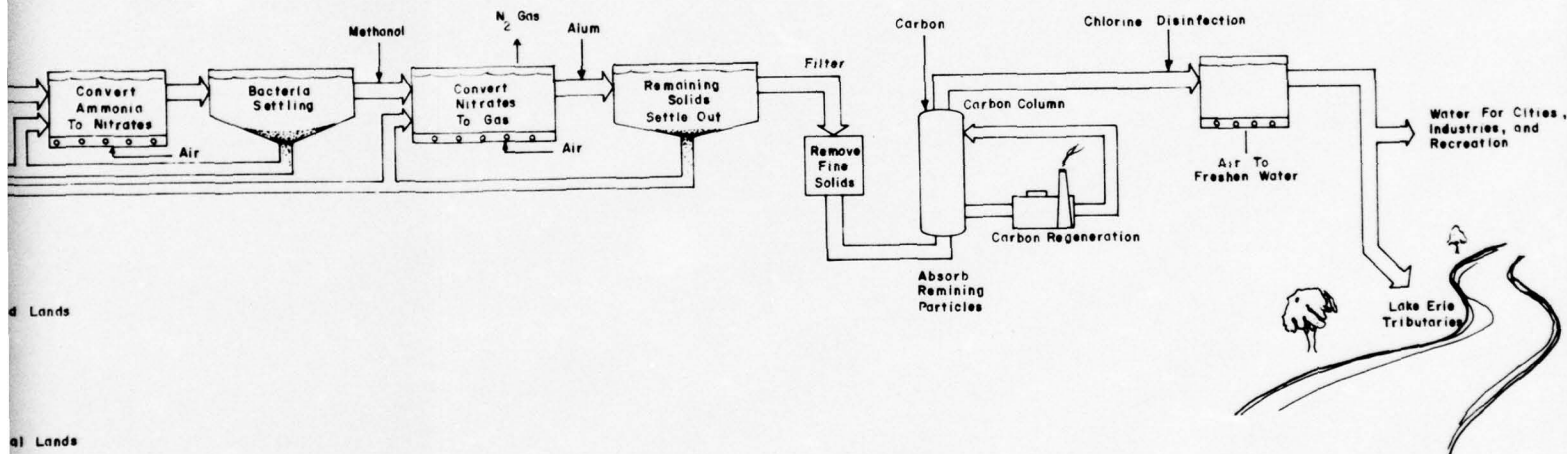 N2 Gas
Methanol
Alum
Carbon
Chlorine Disinfection
Convert
Ammonia
To Nitrates
Air
Bacteria
Settling
Convert
Nitrates
To Gas
Air
Remaining
Solids
Settle Out
Filter
Remove
Fine
Solids
Carbon Column
Carbon Regeneration
Absorb
Remining
Particles
Air To
Freshen Water
Water For Cities,
Industries, and
Recreation
Lake Erie
Tributaries
d Lands
al Lands